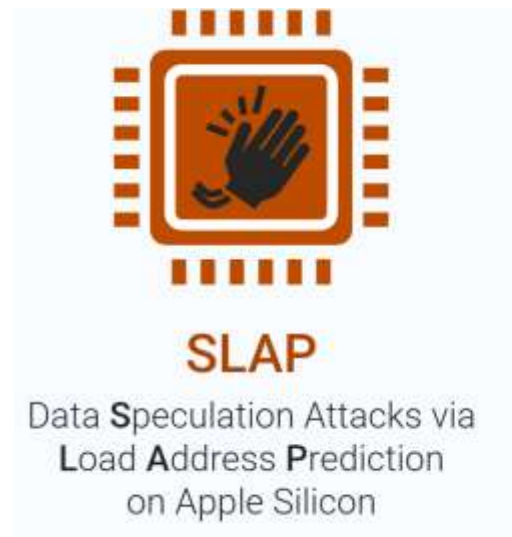 SLAP
Data Speculation Attacks via
Load Address Prediction
on Apple Silicon